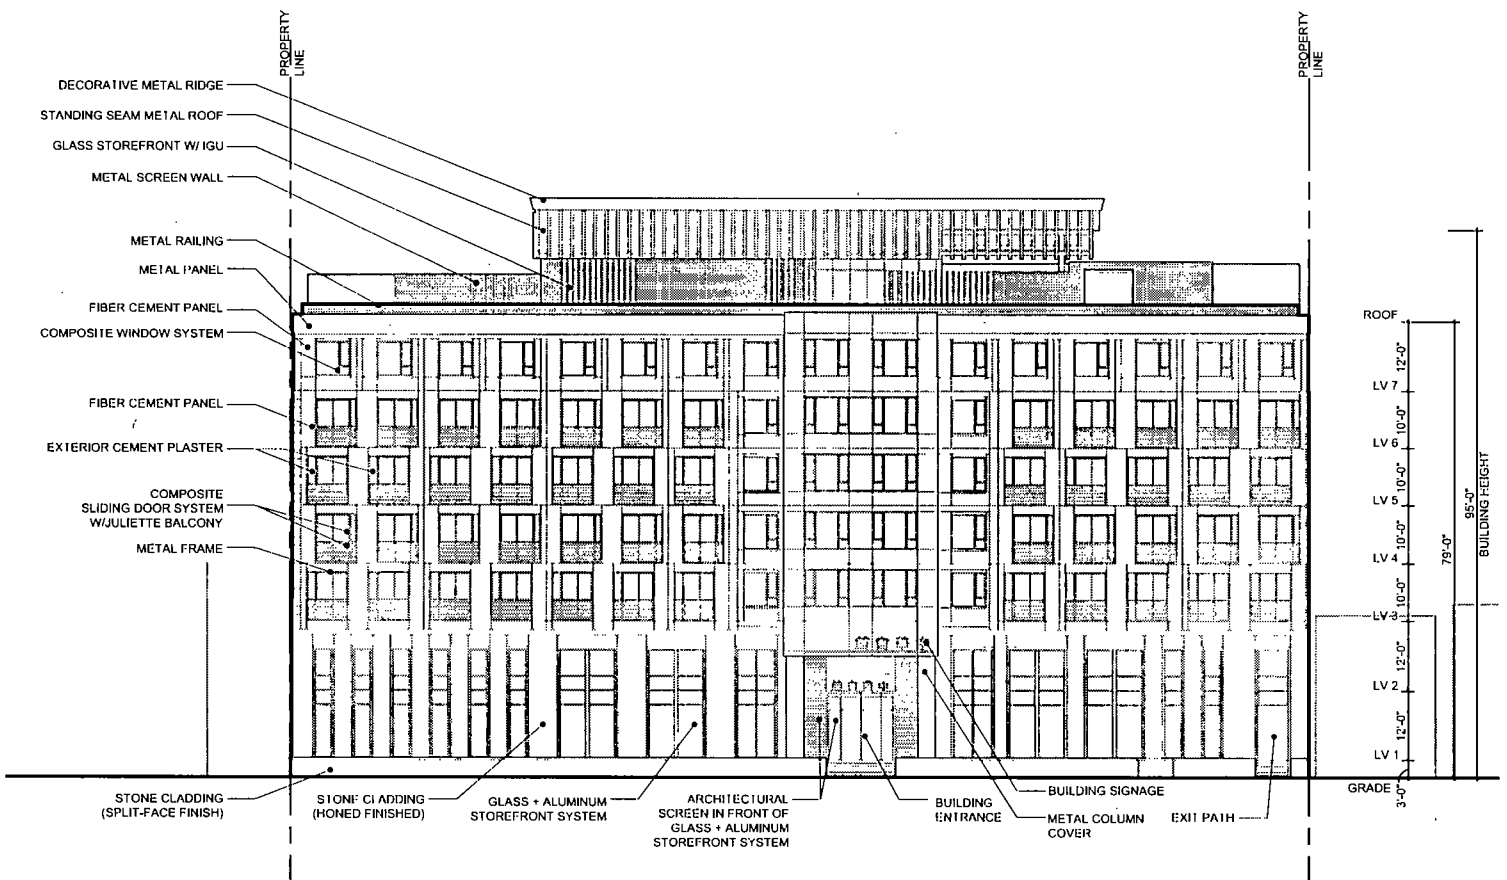 PROPERTY
LINE
PROPERTY
LINE
DECORATIVE METAL RIDGE
STANDING SEAM METAL ROOF
GLASS STOREFRONT W/ IGU
METAL SCREEN WALL
METAL RAILING
METAL PANEL
FIBER CEMENT PANEL
COMPOSITE WINDOW SYSTEM
FIBER CEMENT PANEL
EXTERIOR CEMENT PLASTER
COMPOSITE
SLIDING DOOR SYSTEM
W/JULIETTE BALCONY
METAL FRAME
ROOF
12'-0"
LV 7
10'-0"
LV 6
10'-0"
LV 5
10'-0"
LV 4
10'-0"
LV 3
12'-0"
LV 2
12'-0"
LV 1
GRADE
3'-0"
79'-0"
95'-0"
BUILDING HEIGHT
STONE CLADDING
(SPLIT-FACE FINISH)
STONE CLADDING
(HONED FINISHED)
GLASS + ALUMINUM
STOREFRONT SYSTEM
ARCHITECTURAL
SCREEN IN FRONT OF
GLASS + ALUMINUM
STOREFRONT SYSTEM
BUILDING
ENTRANCE
BUILDING SIGNAGE
METAL COLUMN
COVER
EXIT PATH